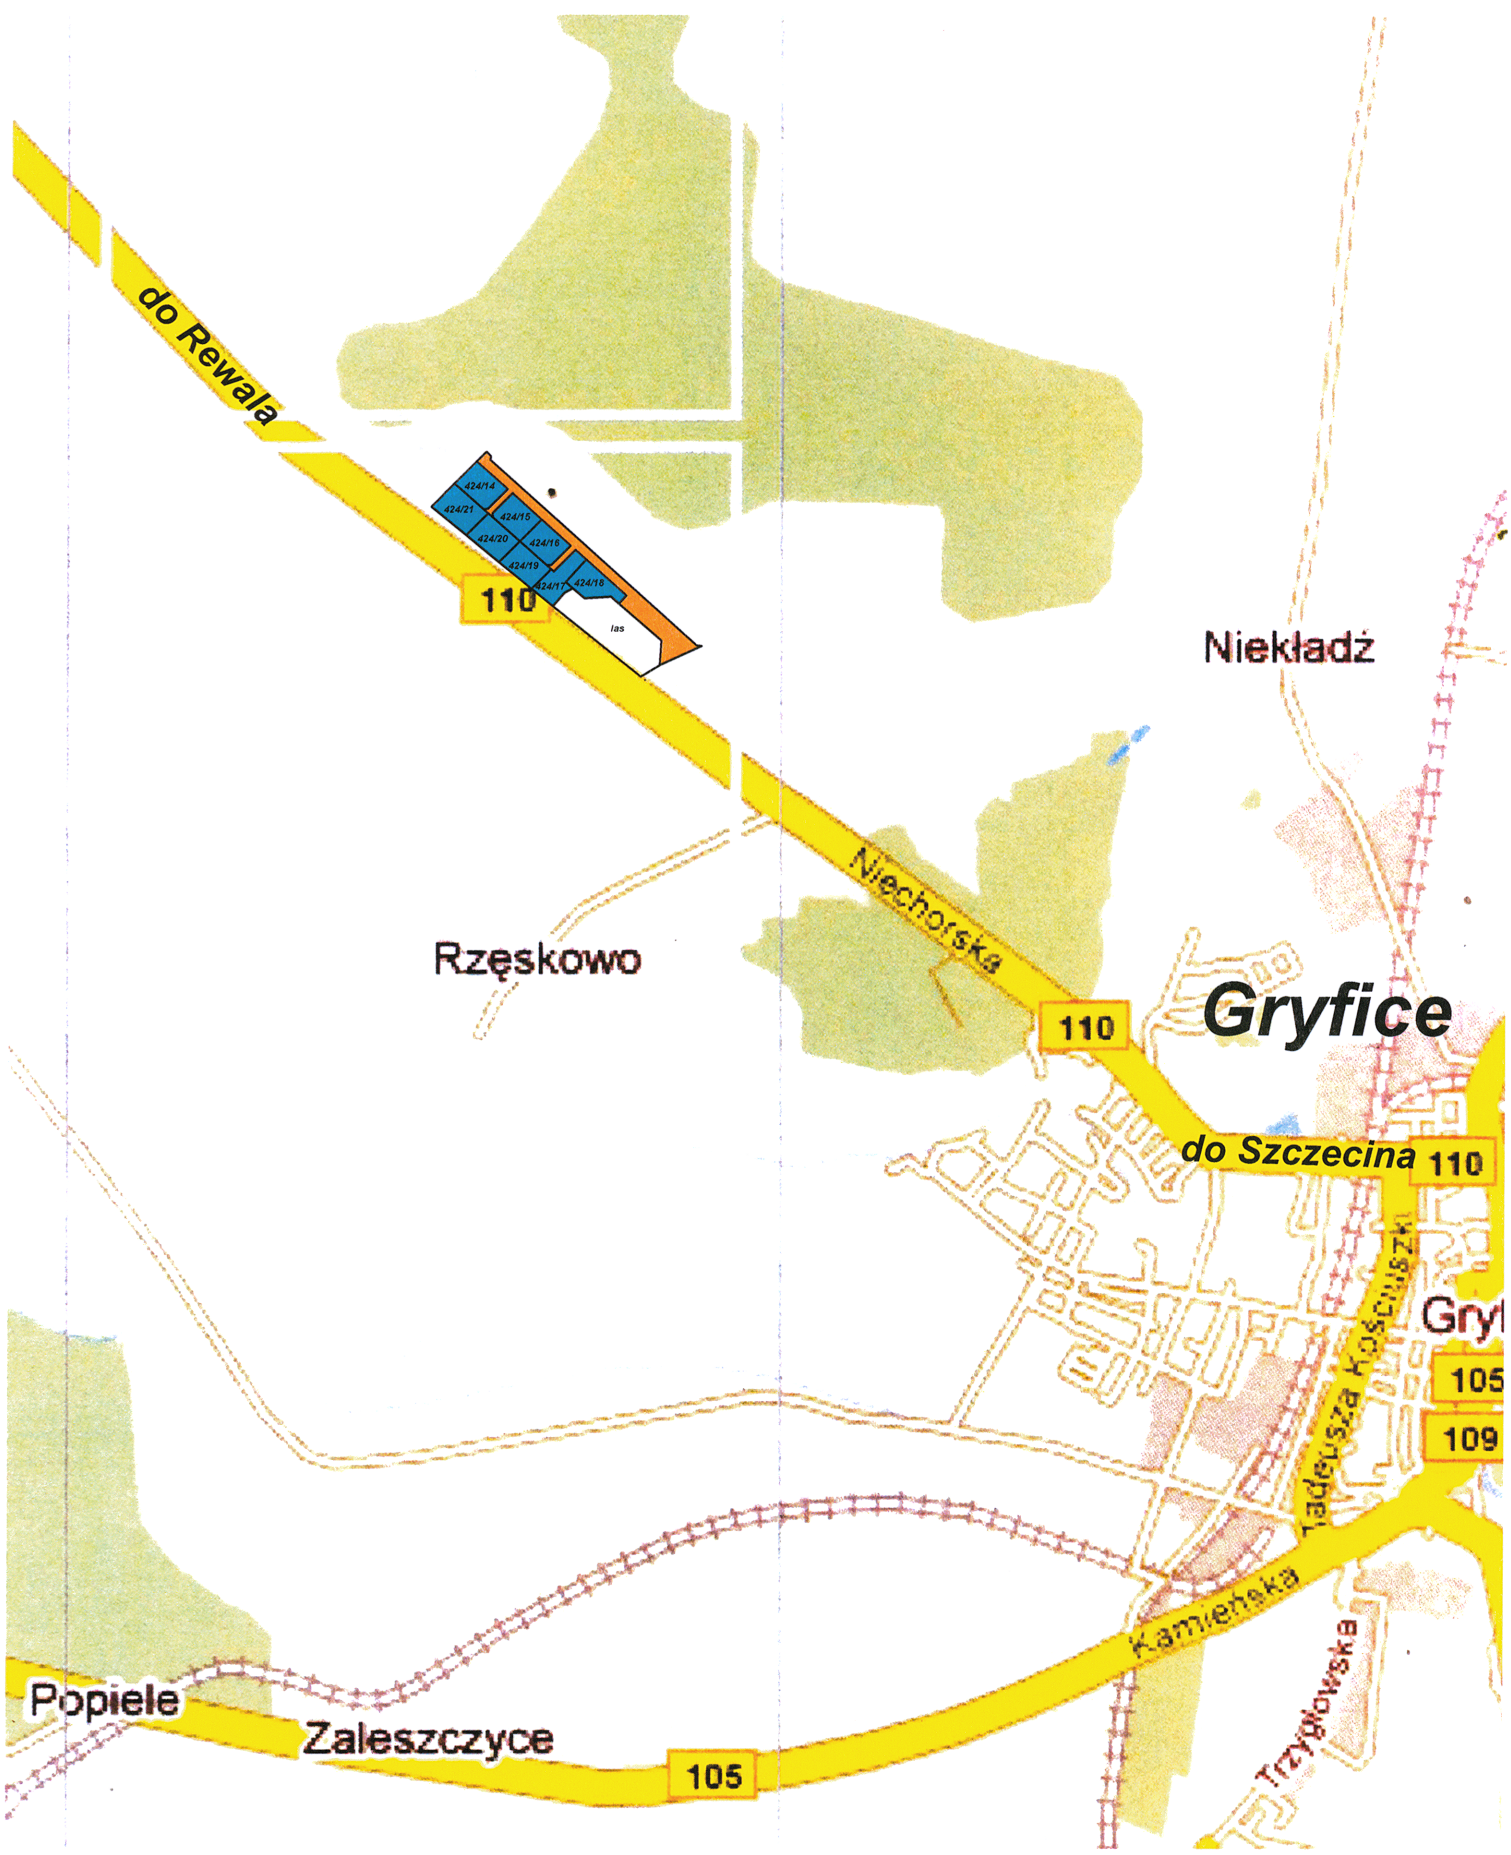 do Rewala
424/14
424/21
424/15
424/20
424/16
424/19
424/17
424/18
110
las
Niekładź
Niechorska
Rzęskowo
Gryfice
110
do Szczecina
110
Tadeusza Kościuszki
Gryf
105
109
Kamieńska
Trzygłowska
Popiele
Zaleszczyce
105